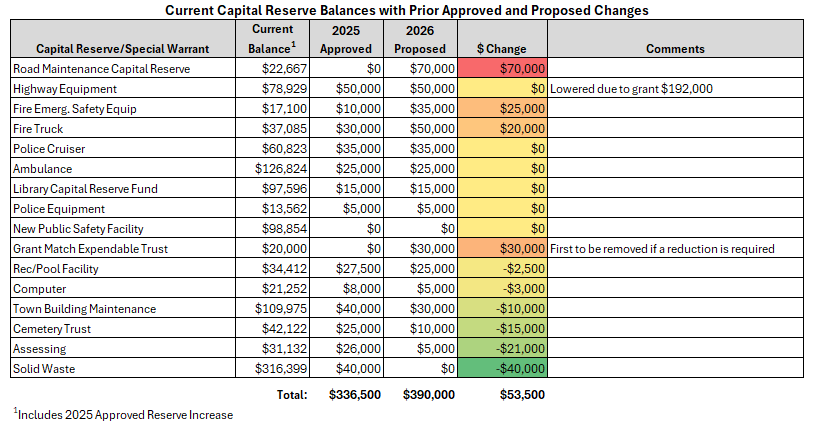 Current Capital Reserve Balances with Prior Approved and Proposed Changes
Capital Reserve/Special Warrant Current Balance1 2025 Approved 2026 Proposed $ Change Comments
Road Maintenance Capital Reserve $22,667 $0 $70,000 $70,000
Highway Equipment $78,929 $50,000 $50,000 $0 Lowered due to grant $192,000
Fire Emerg. Safety Equip $17,100 $10,000 $35,000 $25,000
Fire Truck $37,085 $30,000 $50,000 $20,000
Police Cruiser $60,823 $35,000 $35,000 $0
Ambulance $126,824 $25,000 $25,000 $0
Library Capital Reserve Fund $97,596 $15,000 $15,000 $0
Police Equipment $13,562 $5,000 $5,000 $0
New Public Safety Facility $98,854 $0 $0 $0
Grant Match Expendable Trust $20,000 $0 $30,000 $30,000 First to be removed if a reduction is required
Rec/Pool Facility $34,412 $27,500 $25,000 -$2,500
Computer $21,252 $8,000 $5,000 -$3,000
Town Building Maintenance $109,975 $40,000 $30,000 -$10,000
Cemetery Trust $42,122 $25,000 $10,000 -$15,000
Assessing $31,132 $26,000 $5,000 -$21,000
Solid Waste $316,399 $40,000 $0 -$40,000
Total: $336,500 $390,000 $53,500
1Includes 2025 Approved Reserve Increase